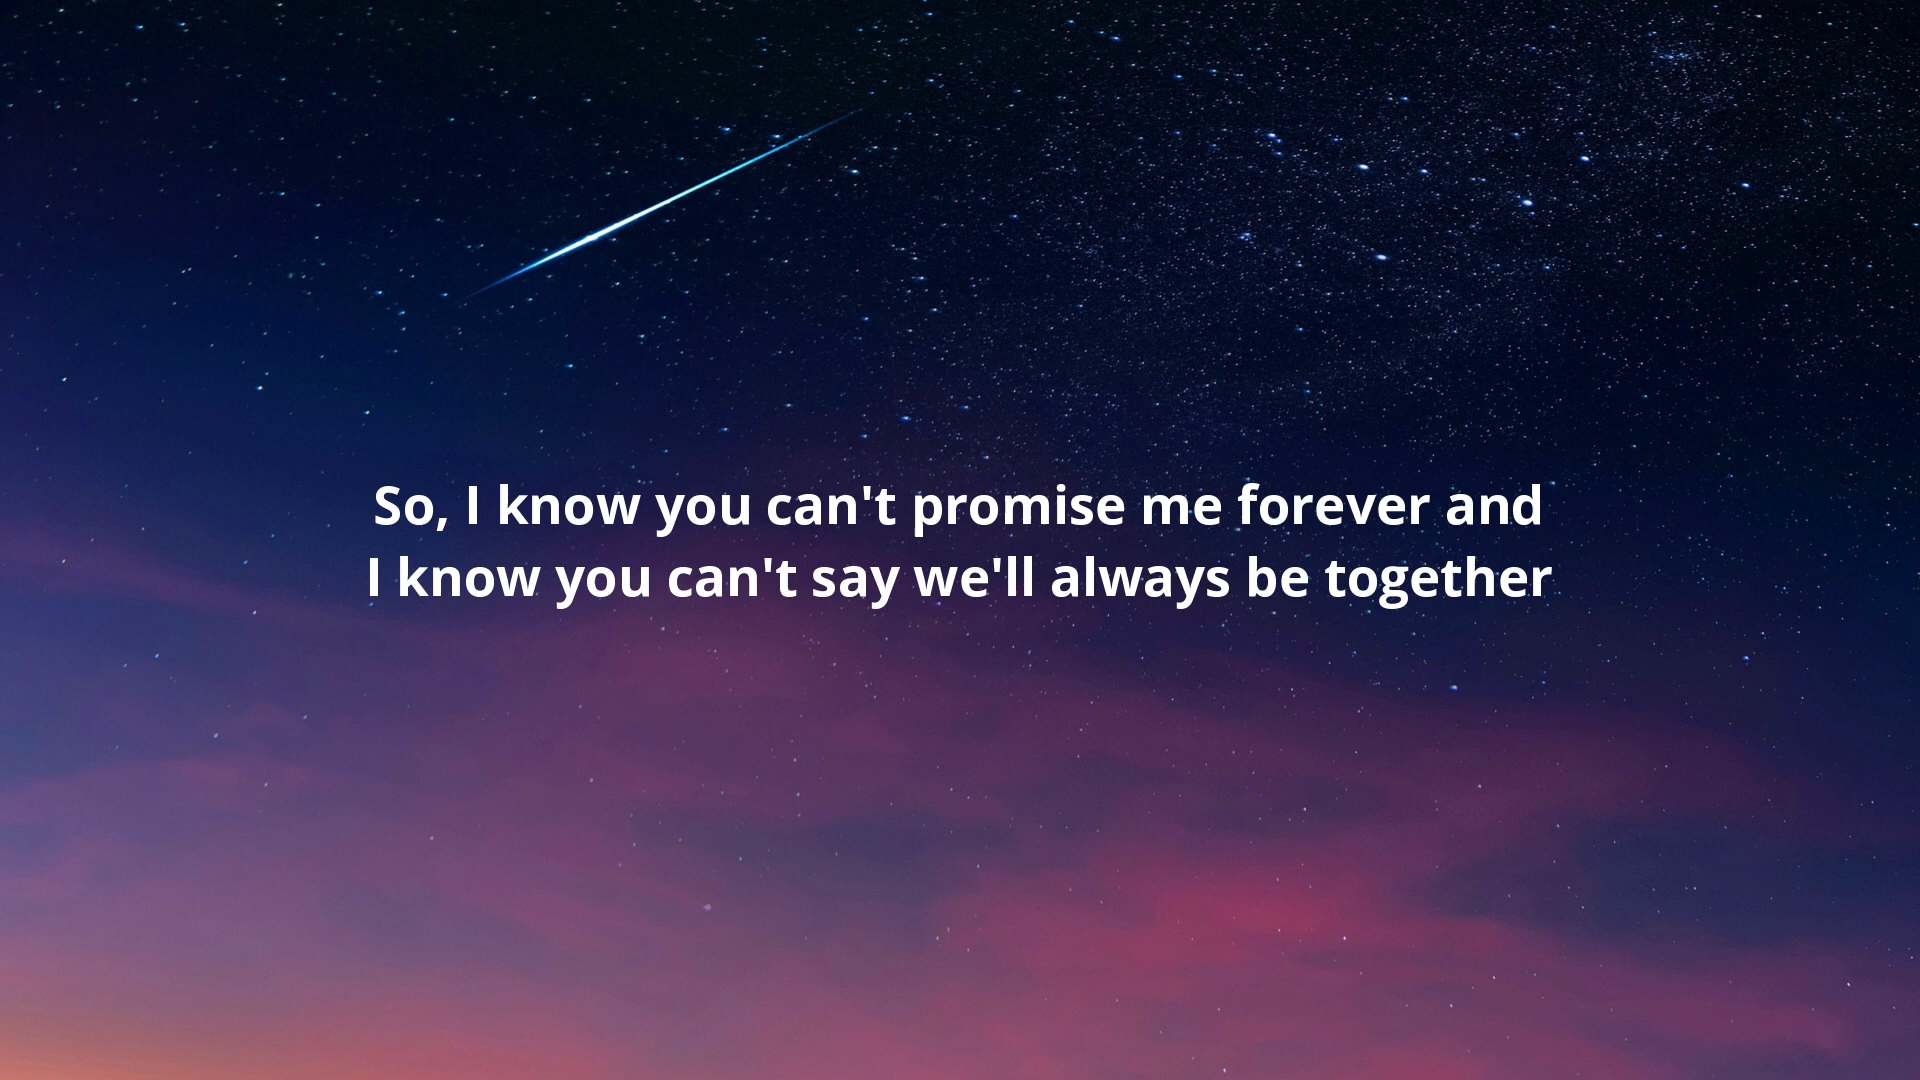 So, I know you can't promise me forever and
I know you can't say we'll always be together